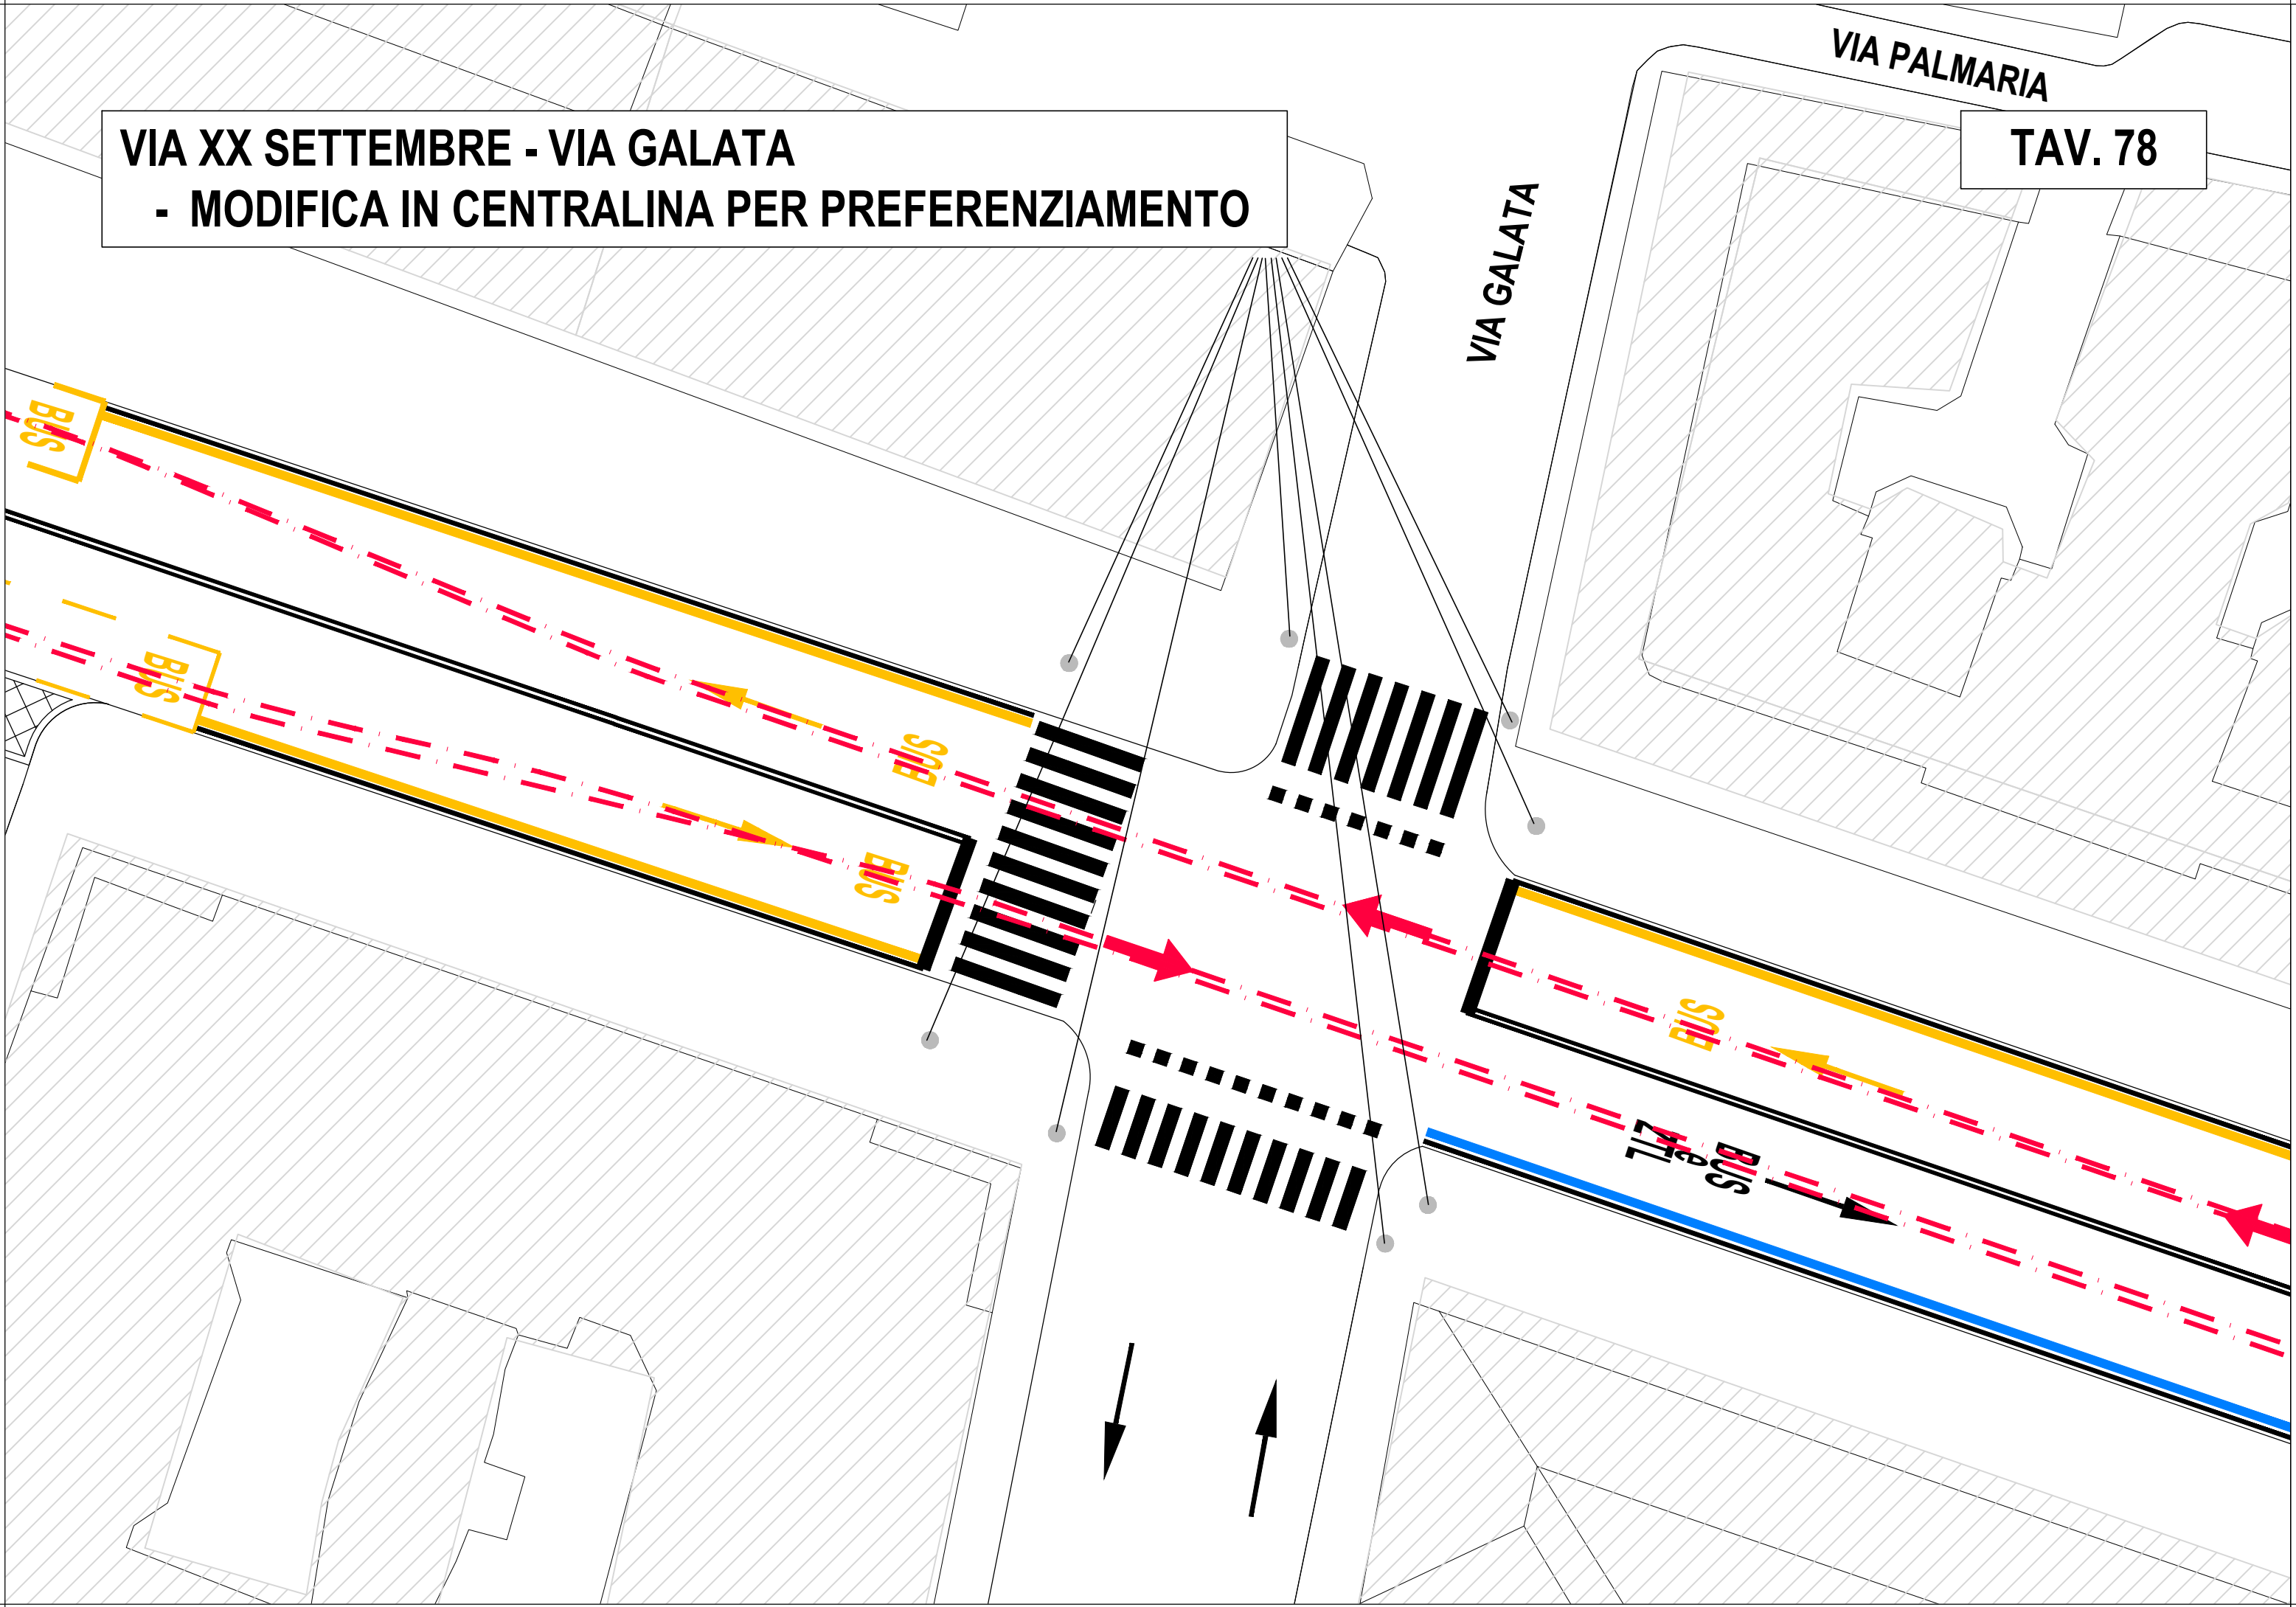 VIA PALMARIA
VIA XX SETTEMBRE - VIA GALATA
- MODIFICA IN CENTRALINA PER PREFERENZIAMENTO
TAV. 78
VIA GALATA
BUS
BUS
BUS
BUS
BUS
BUS